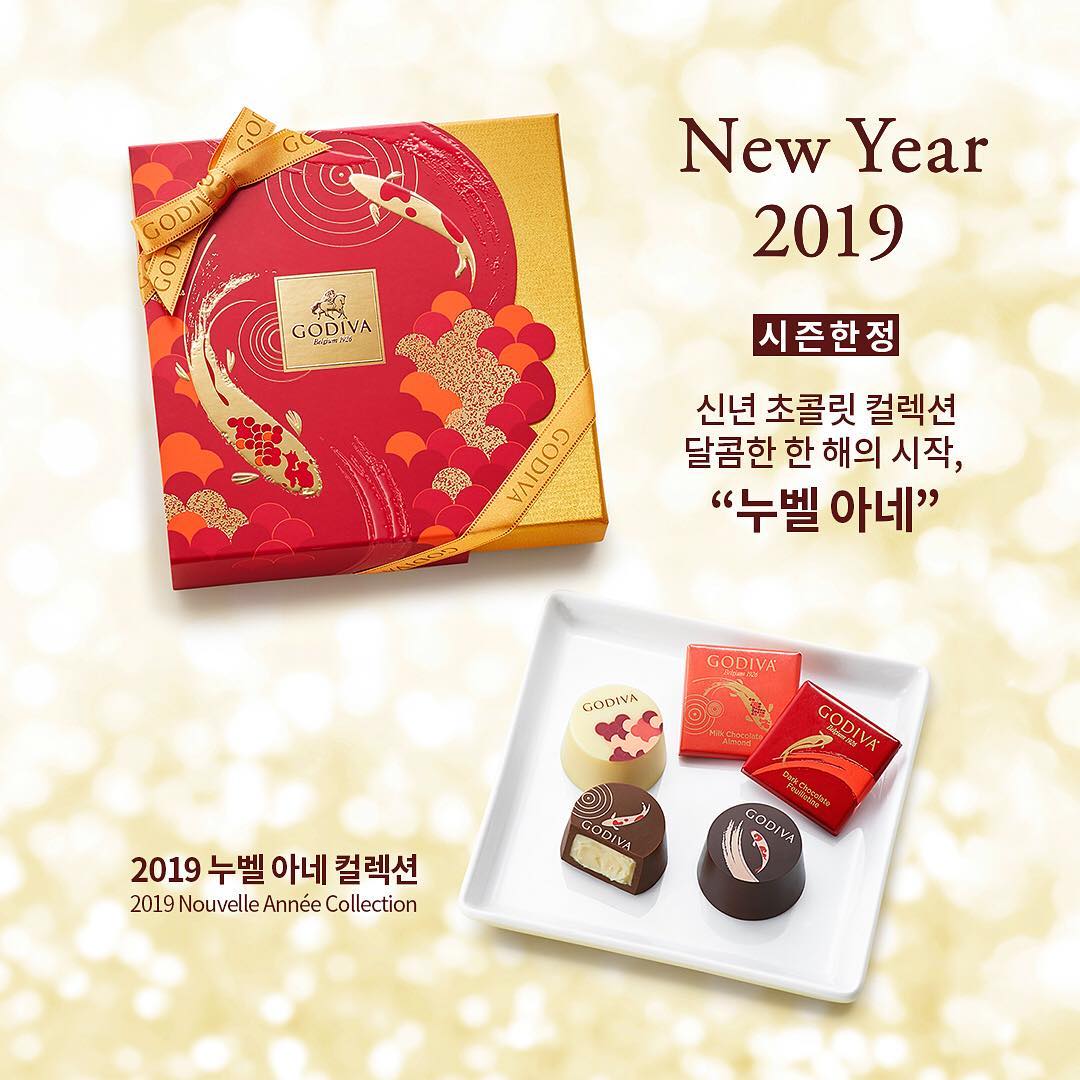 New Year
2019
시즌한정
신년 초콜릿 컬렉션
달콤한 한 해의 시작,
“누벨 아네”
GODIVA
GODIVA
Belgium 1926
GODIVA
GODIVA
GODIVA
GODIVA
Belgium 1926
Milk Chocolate
Almond
GODIVA
Belgium 1926
Dark Chocolate
Feuilletine
GODIVA
GODIVA
2019 누벨 아네 컬렉션
2019 Nouvelle Année Collection